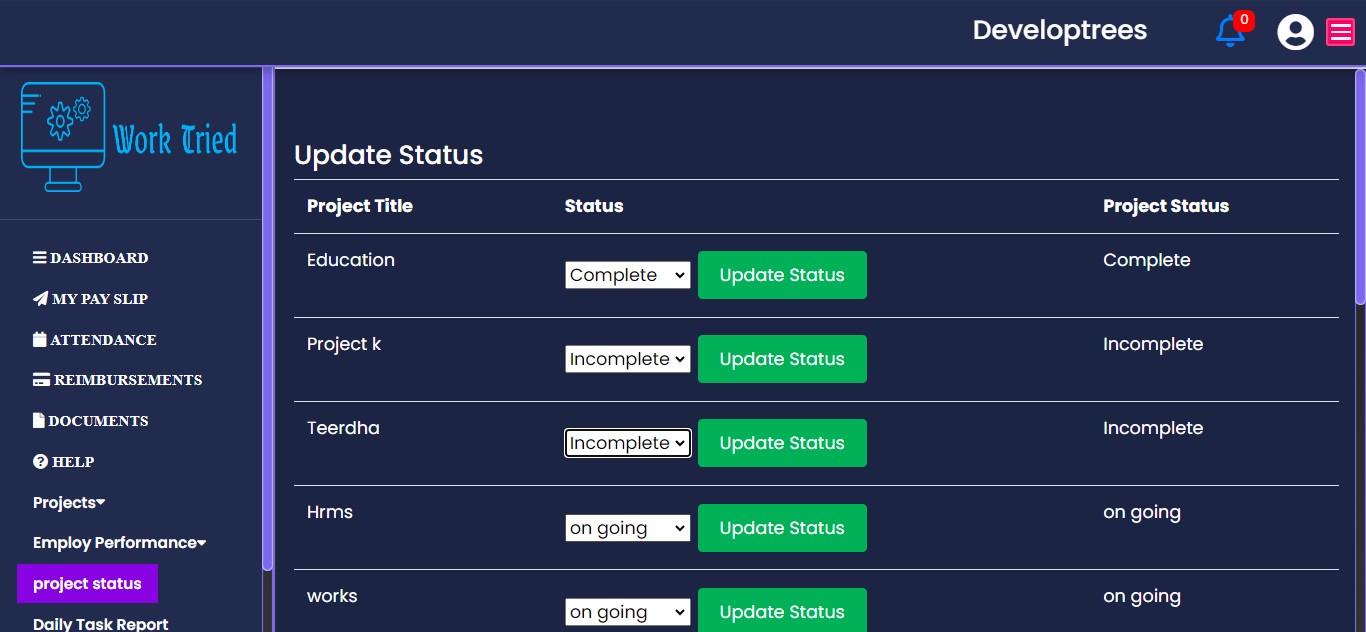 Developtrees
0
Work Tried
DASHBOARD
MY PAY SLIP
ATTENDANCE
REIMBURSEMENTS
DOCUMENTS
HELP
Projects
Employ Performance
project status
Daily Task Report
Update Status
Project Title Status Project Status
Education Complete Update Status Complete
Project k Incomplete Update Status Incomplete
Teerdha Incomplete Update Status Incomplete
Hrms on going Update Status on going
works on going Update Status on going